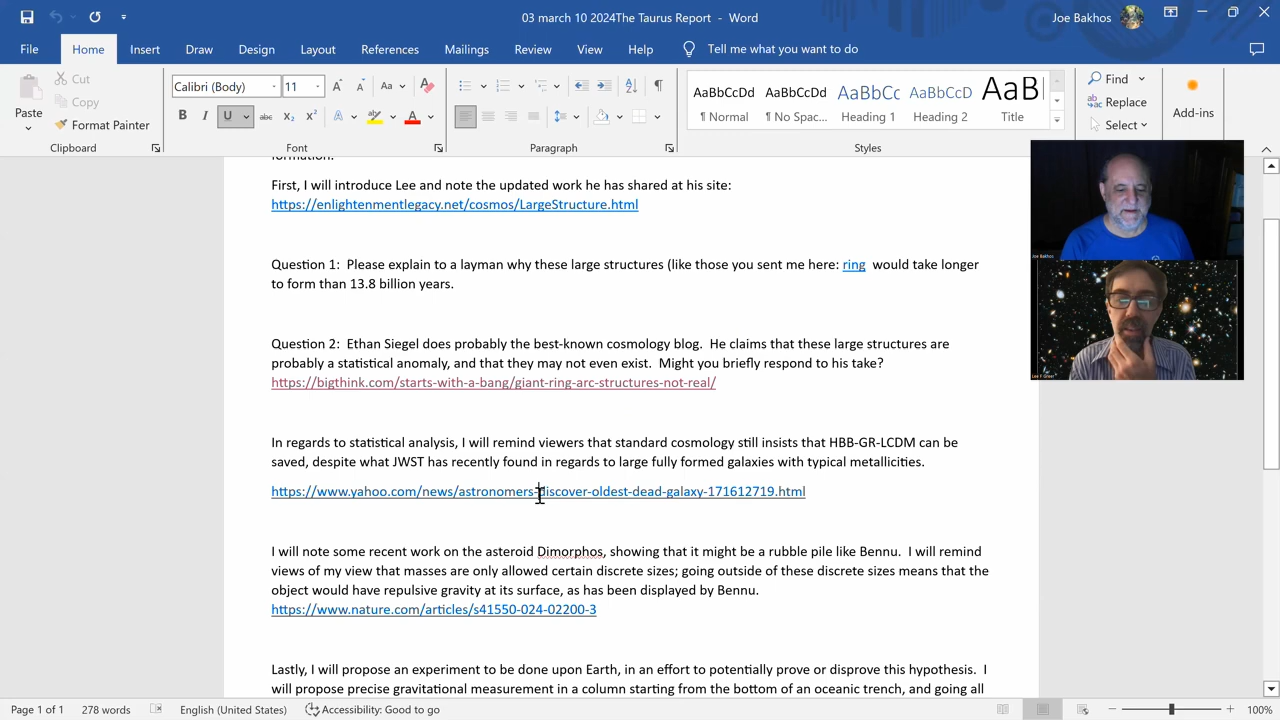 03 march 10 2024The Taurus Report - Word
Joe Bakhos
File Home Insert Draw Design Layout References Mailings Review View Help Tell me what you want to do
Paste
Cut
Copy
Format Painter
Clipboard
Calibri (Body) 11
Font
Paragraph
AaBbCcDd AaBbCcDd AaBbCc AaBbCcD AaB
¶ Normal ¶ No Spac... Heading 1 Heading 2 Title
Styles
Find
Replace
Select
Add-ins
formation.
First, I will introduce Lee and note the updated work he has shared at his site:
https://enlightenmentlegacy.net/cosmos/LargeStructure.html
Question 1: Please explain to a layman why these large structures (like those you sent me here: ring would take longer
to form than 13.8 billion years.
Question 2: Ethan Siegel does probably the best-known cosmology blog. He claims that these large structures are
probably a statistical anomaly, and that they may not even exist. Might you briefly respond to his take?
https://bigthink.com/starts-with-a-bang/giant-ring-arc-structures-not-real/
In regards to statistical analysis, I will remind viewers that standard cosmology still insists that HBB-GR-LCDM can be
saved, despite what JWST has recently found in regards to large fully formed galaxies with typical metallicities.
https://www.yahoo.com/news/astronomers-discover-oldest-dead-galaxy-171612719.html
I will note some recent work on the asteroid Dimorphos, showing that it might be a rubble pile like Bennu. I will remind
views of my view that masses are only allowed certain discrete sizes; going outside of these discrete sizes means that the
object would have repulsive gravity at its surface, as has been displayed by Bennu.
https://www.nature.com/articles/s41550-024-02200-3
Lastly, I will propose an experiment to be done upon Earth, in an effort to potentially prove or disprove this hypothesis. I
will propose precise gravitational measurement in a column starting from the bottom of an oceanic trench, and going all
Joe Bakhos
Page 1 of 1 278 words English (United States) Accessibility: Good to go 100%